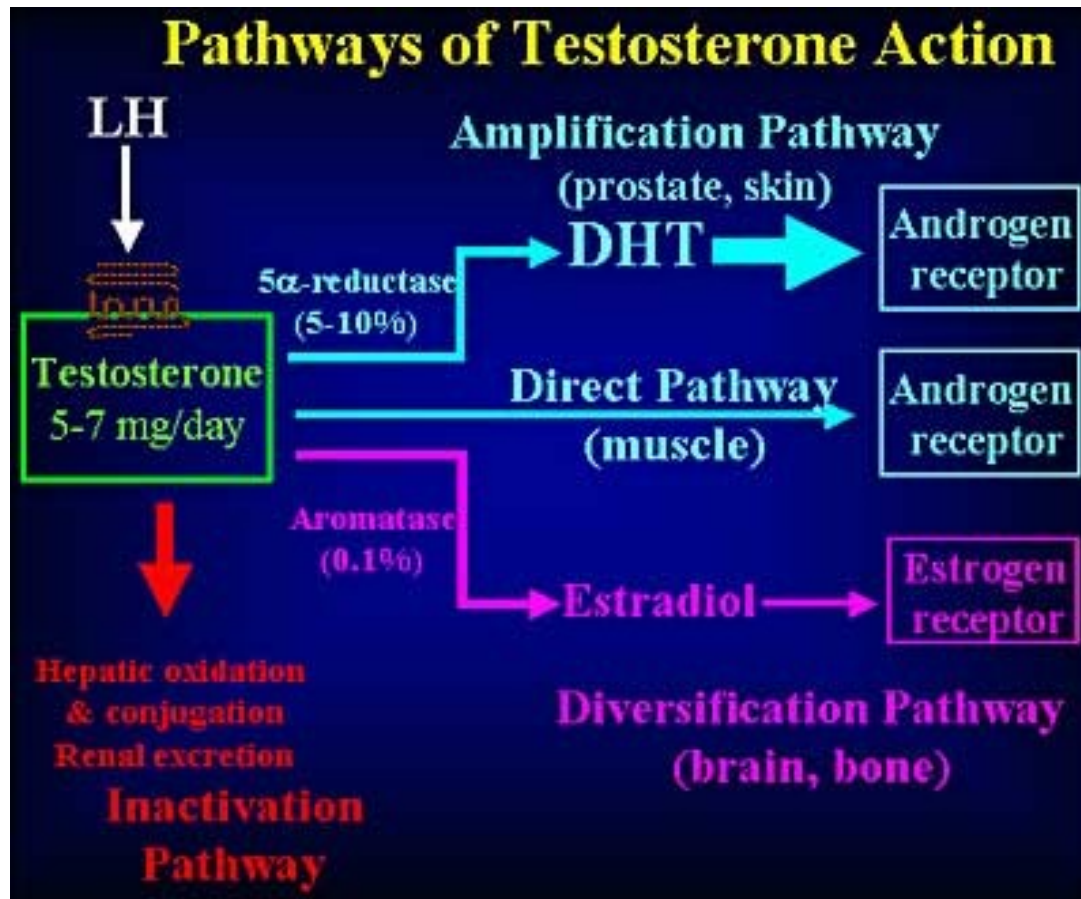 Pathways of Testosterone Action
LH
Amplification Pathway
(prostate, skin)
DHT
Androgen
receptor
5α-reductase
(5-10%)
Testosterone
5-7 mg/day
Direct Pathway
(muscle)
Androgen
receptor
Aromatase
(0.1%)
Estradiol
Estrogen
receptor
Diversification Pathway
(brain, bone)
Hepatic oxidation
& conjugation
Renal excretion
Inactivation
Pathway